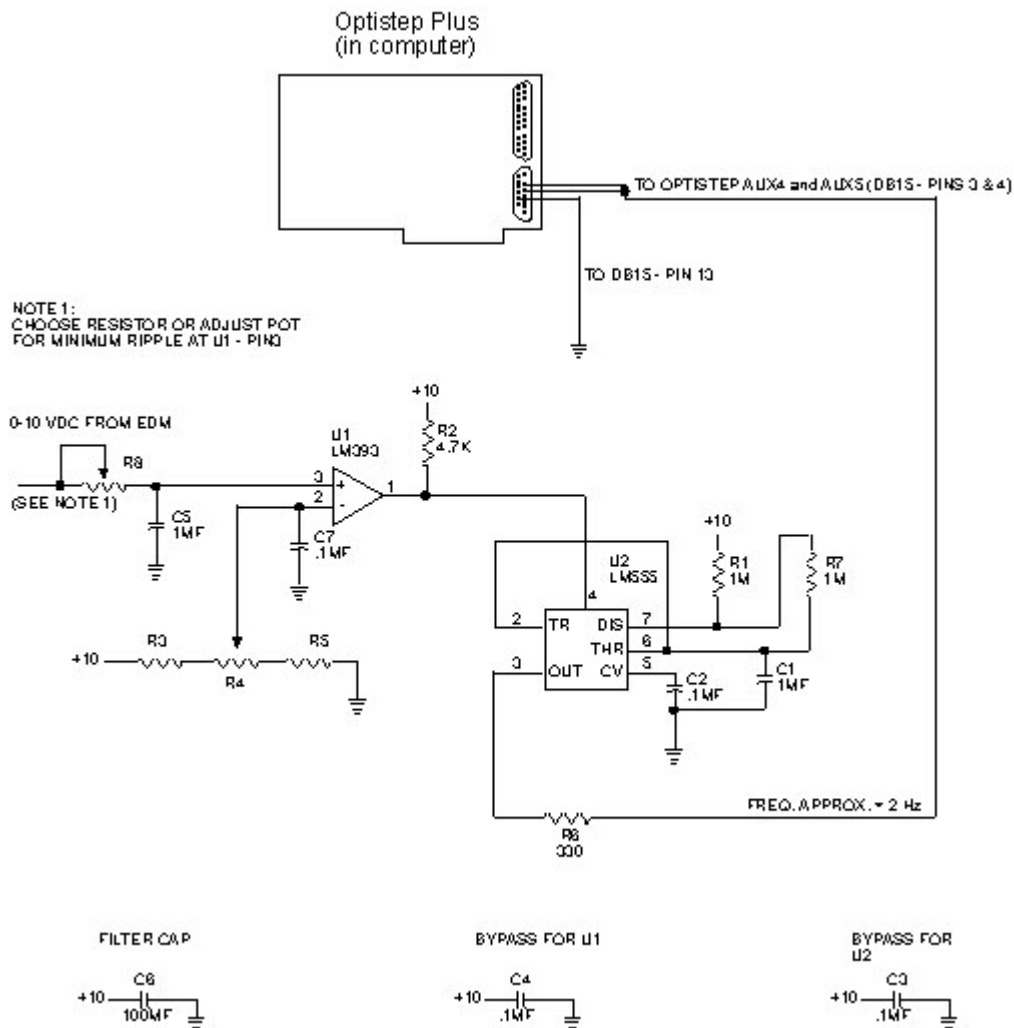 Optistep Plus
(in computer)
TO OPTISTEP AUX4 and AUX5 (DB15 - PINS 3 & 4)
TO DB15 - PIN 13
NOTE 1:
CHOOSE RESISTOR OR ADJUST POT
FOR MINIMUM RIPPLE AT U1 - PIN3
0-10 VDC FROM EDM
R8
(SEE NOTE 1)
C5
.1MF
U1
LM393
3
+
2
-
1
+10
R2
4.7K
C7
.1MF
+10
R3
R4
R5
U2
LM555
4
2
TR
DIS
7
THR
6
3
OUT
CV
5
+10
R1
1M
R7
1M
C2
.1MF
C1
.1MF
FREQ. APPROX. = 2 Hz
R6
330
FILTER CAP
C6
+10
100MF
BYPASS FOR U1
C4
+10
.1MF
BYPASS FOR
U2
C3
+10
.1MF